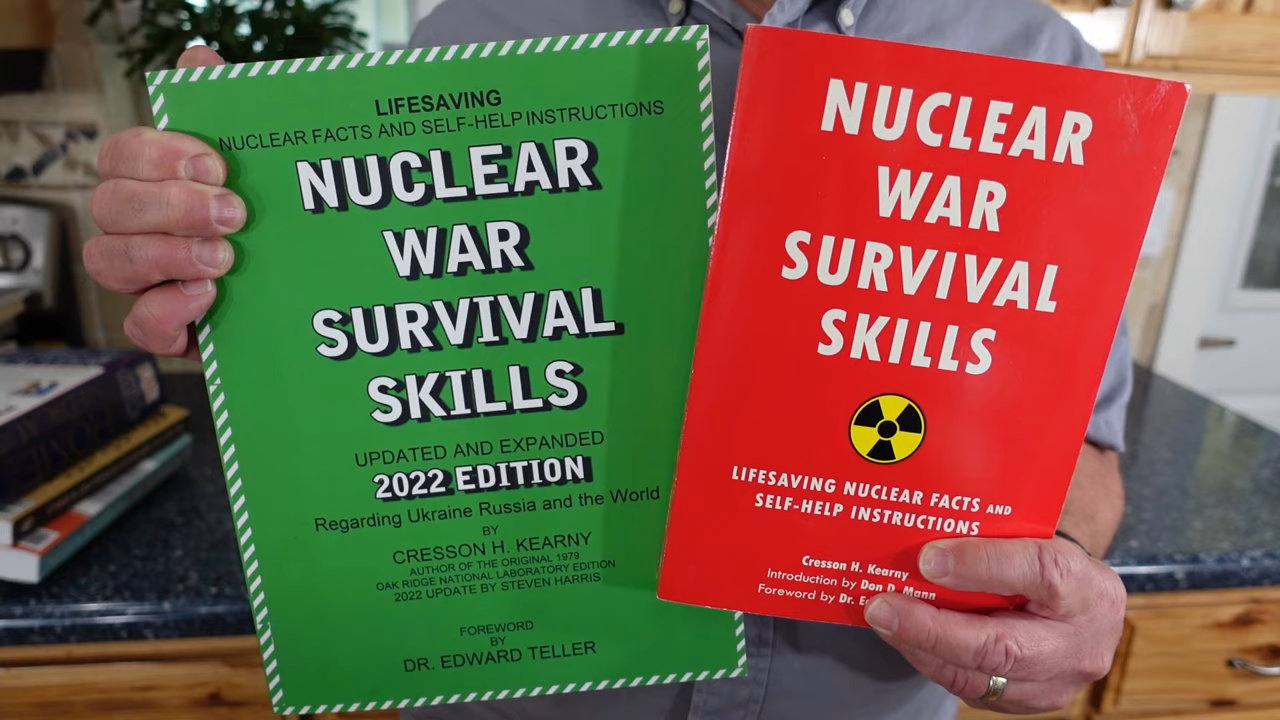 LIFESAVING
NUCLEAR FACTS AND SELF-HELP INSTRUCTIONS
NUCLEAR
WAR
SURVIVAL
SKILLS
UPDATED AND EXPANDED
2022 EDITION
Regarding Ukraine Russia and the World
BY
CRESSON H. KEARNY
AUTHOR OF THE ORIGINAL 1979
OAK RIDGE NATIONAL LABORATORY EDITION
2022 UPDATE BY STEVEN HARRIS
FOREWORD
BY
DR. EDWARD TELLER
NUCLEAR
WAR
SURVIVAL
SKILLS
LIFESAVING NUCLEAR FACTS AND
SELF-HELP INSTRUCTIONS
Cresson H. Kearny
Introduction by Don D. Mann
Foreword by Dr.